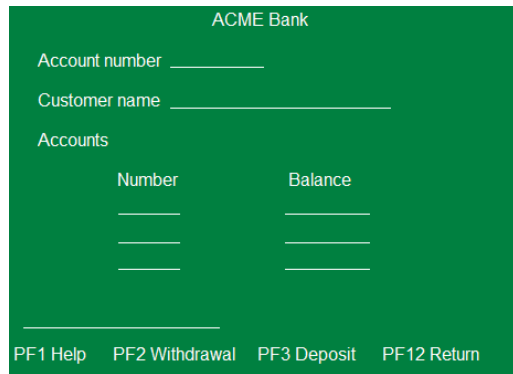 ACME Bank
Account number
Customer name
Accounts
Number Balance
PF1 Help PF2 Withdrawal PF3 Deposit PF12 Return